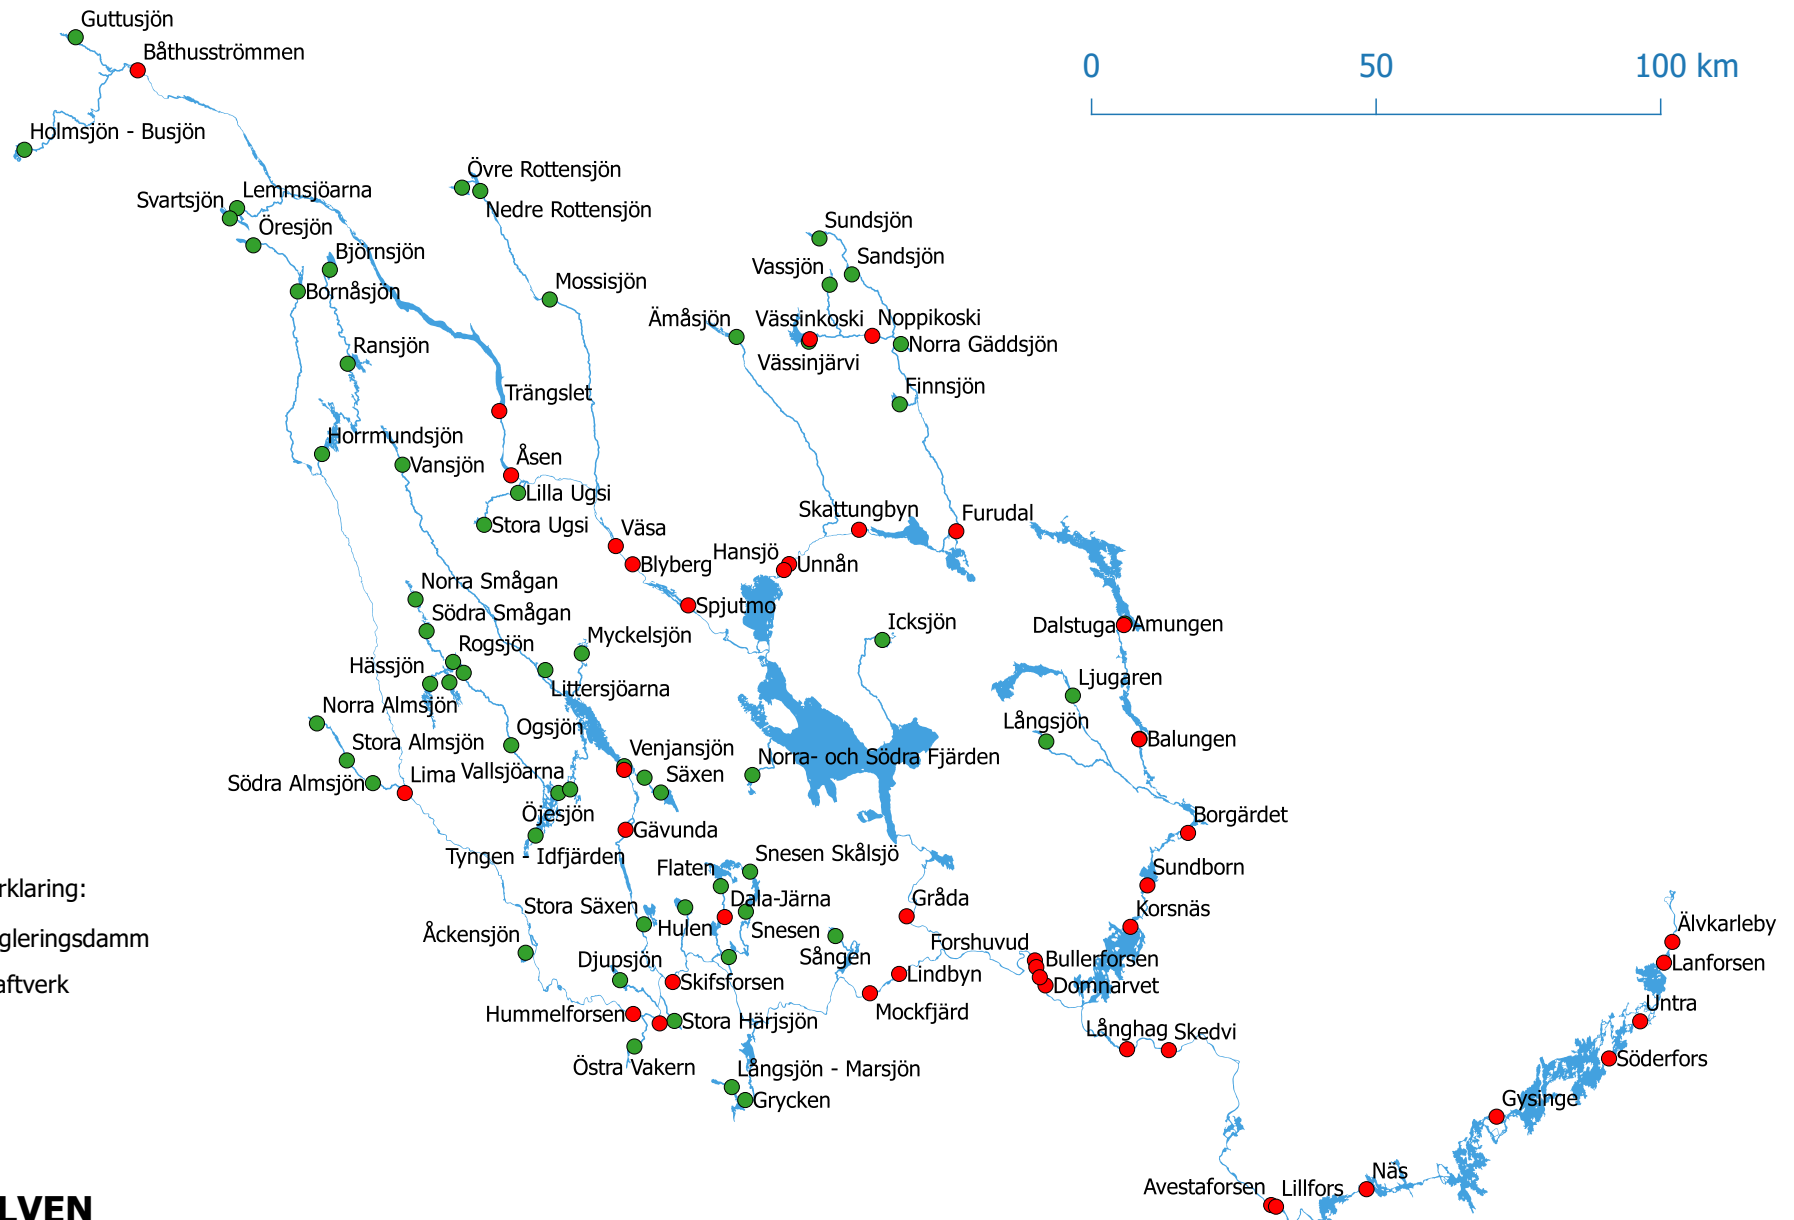 Guttusjön
Båthusströmmen
0 50 100 km
Holmsjön - Busjön
Övre Rottensjön
Lemmsjöarna
Svartsjön
Nedre Rottensjön
Öresjön
Sundsjön
Björnsjön
Sandsjön
Vassjön
Mossisjön
Bornåsjön
Ämåsjön
Vässinkoski
Noppikoski
Ransjön
Norra Gäddsjön
Vässinjärvi
Finnsjön
Trängslet
Horrmundsjön
Åsen
Vansjön
Lilla Ugsi
Skattungbyn
Furudal
Stora Ugsi
Väsa
Hansjö
Blyberg
Unnån
Norra Smågan
Spjutmo
Södra Smågan
Icksjön
Dalstuga
Amungen
Rogsjön
Myckelsjön
Hässjön
Ljugaren
Littersjöarna
Norra Almsjön
Långsjön
Ogsjön
Stora Almsjön
Venjansjön
Balungen
Norra- och Södra Fjärden
Södra Almsjön
Lima
Vallsjöarna
Säxen
Öjesjön
Borgärdet
Gävunda
Tyngen - Idfjärden
Snesen Skålsjö
Flaten
Sundborn
rklaring:
Dala-Järna
Gråda
Stora Säxen
Korsnäs
Hulen
Snesen
Älvkarleby
Åckensjön
gleringsdamm
Forshuvud
Sången
Djupsjön
Bullerforsen
Lanforsen
Lindbyn
Skifsforsen
aftverk
Domnarvet
Untra
Mockfjärd
Hummelforsen
Stora Härjsjön
Långhag
Skedvi
Söderfors
Östra Vakern
Långsjön - Marsjön
Grycken
Gysinge
Näs
Avestaforsen
Lillfors
LVEN